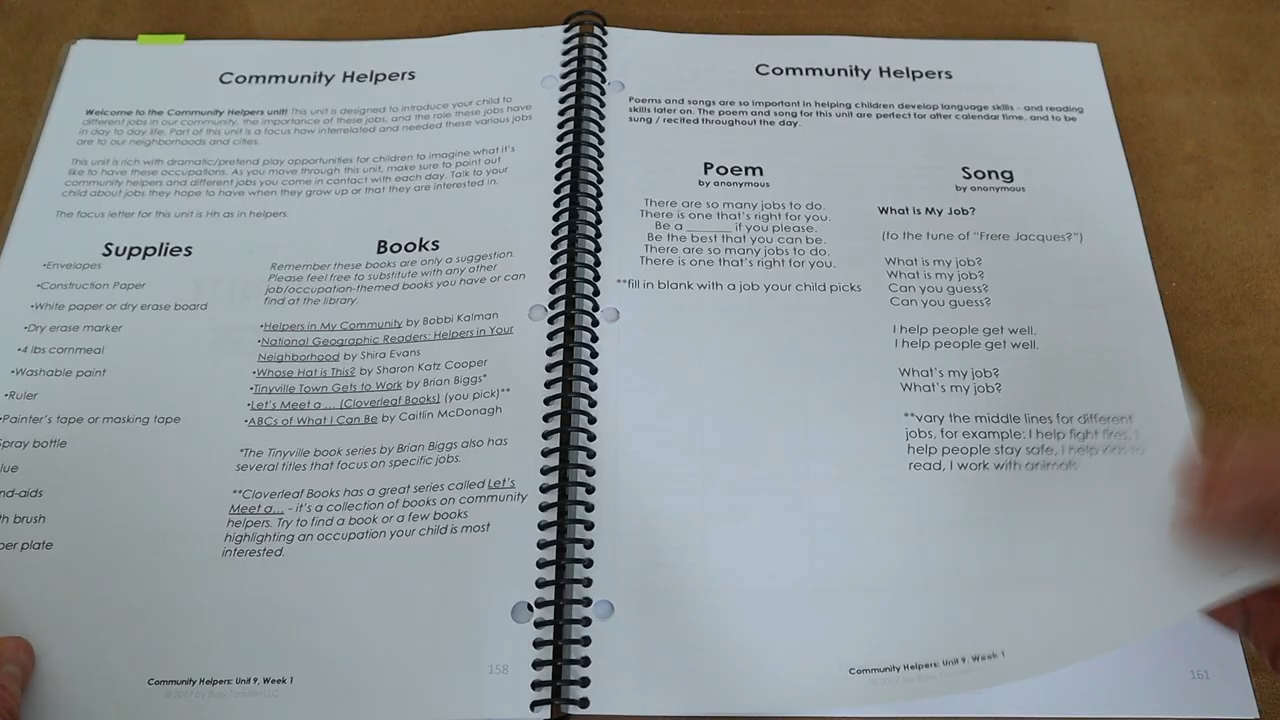 Community Helpers
Welcome to the Community Helpers unit! This unit is designed to introduce your child to
different jobs in our community, the importance of these jobs, and the role these jobs have
in day to day life. Part of this unit is a focus how interrelated and needed these various jobs
are to our neighborhoods and cities.
This unit is rich with dramatic/pretend play opportunities for children to imagine what it's
like to have these occupations. As you move through this unit, make sure to point out
community helpers and different jobs you come in contact with each day. Talk to your
child about jobs they hope to have when they grow up or that they are interested in.
The focus letter for this unit is Hh as in helpers.
Supplies
•Envelopes
•Construction Paper
•White paper or dry erase board
•Dry erase marker
•4 lbs cornmeal
•Washable paint
•Ruler
•Painter's tape or masking tape
Spray bottle
lue
nd-aids
th brush
per plate
Books
Remember these books are only a suggestion.
Please feel free to substitute with any other
job/occupation-themed books you have or can
find at the library.
•Helpers in My Community by Bobbi Kalman
•National Geographic Readers: Helpers in Your
Neighborhood by Shira Evans
•Whose Hat is This? by Sharon Katz Cooper
•Tinyville Town Gets to Work by Brian Biggs*
•Let's Meet a ... (Cloverleaf Books) (you pick)**
•ABCs of What I Can Be by Caitlin McDonagh
*The Tinyville book series by Brian Biggs also has
several titles that focus on specific jobs.
**Cloverleaf Books has a great series called Let's
Meet a... - it's a collection of books on community
helpers. Try to find a book or a few books
highlighting an occupation your child is most
interested.
158
Community Helpers: Unit 9, Week 1
©2017 by Busy Toddler LLC
Community Helpers
Poems and songs are so important in helping children develop language skills - and reading
skills later on. The poem and song for this unit are perfect for after calendar time, and to be
sung / recited throughout the day.
Poem
by anonymous
There are so many jobs to do.
There is one that's right for you.
Be a _______ if you please.
Be the best that you can be.
There are so many jobs to do.
There is one that's right for you.
**fill in blank with a job your child picks
Song
by anonymous
What Is My Job?
(to the tune of "Frere Jacques?")
What is my job?
What is my job?
Can you guess?
Can you guess?
I help people get well.
I help people get well.
What's my job?
What's my job?
**vary the middle lines for different
jobs, for example: I help fight fires, I
help people stay safe, I help kids to
read, I work with animals
Community Helpers: Unit 9, Week 1
161